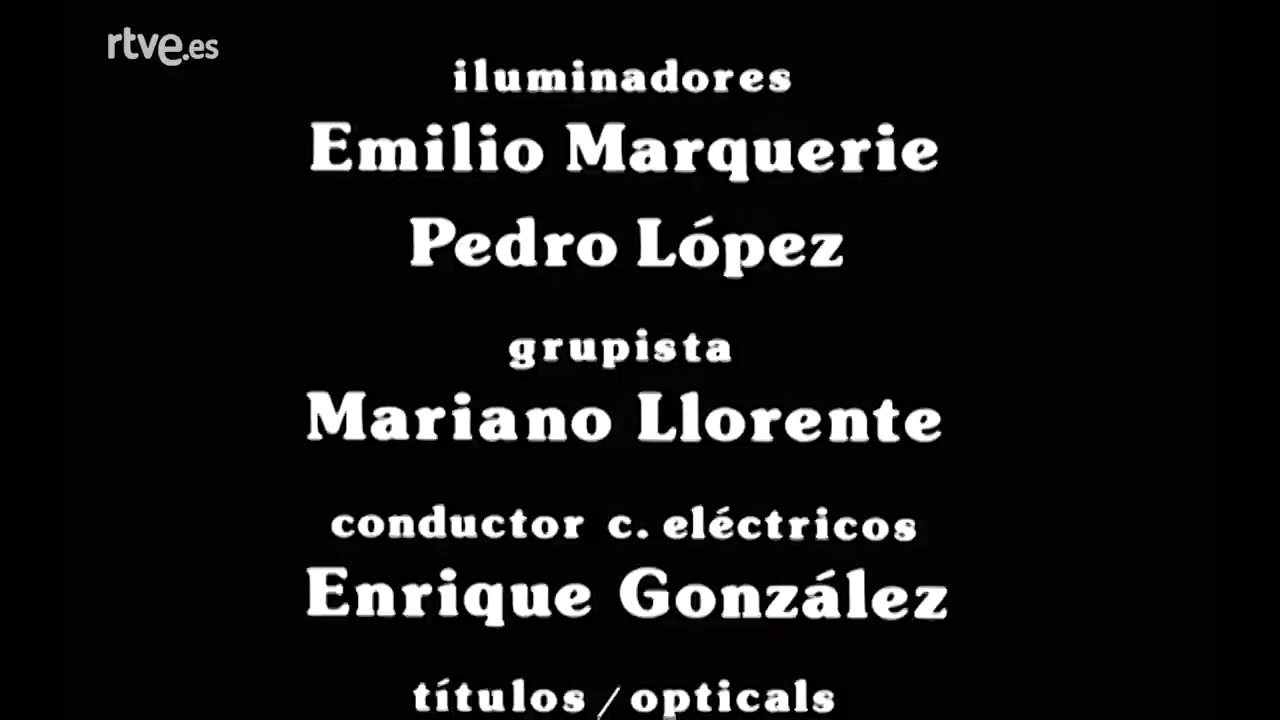 rtve.es
iluminadores
Emilio Marquerie
Pedro López
grupista
Mariano Llorente
conductor c. eléctricos
Enrique González
títulos / opticals